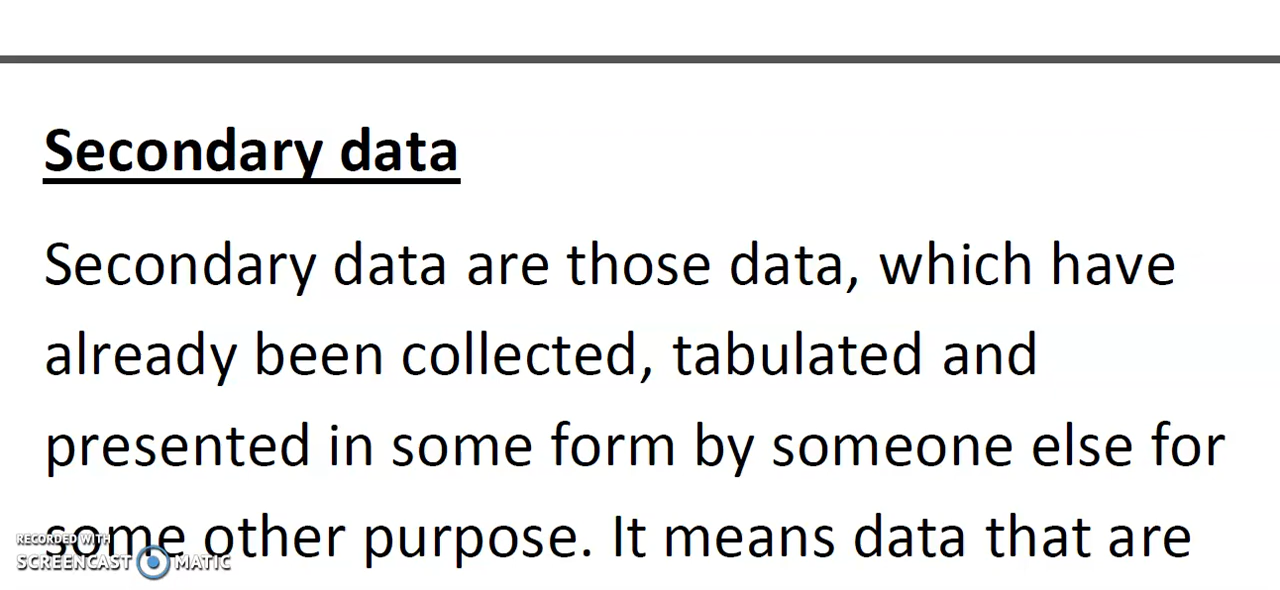 Secondary data
Secondary data are those data, which have
already been collected, tabulated and
presented in some form by someone else for
some other purpose. It means data that are
RECORDED WITH
SCREENCAST MATIC